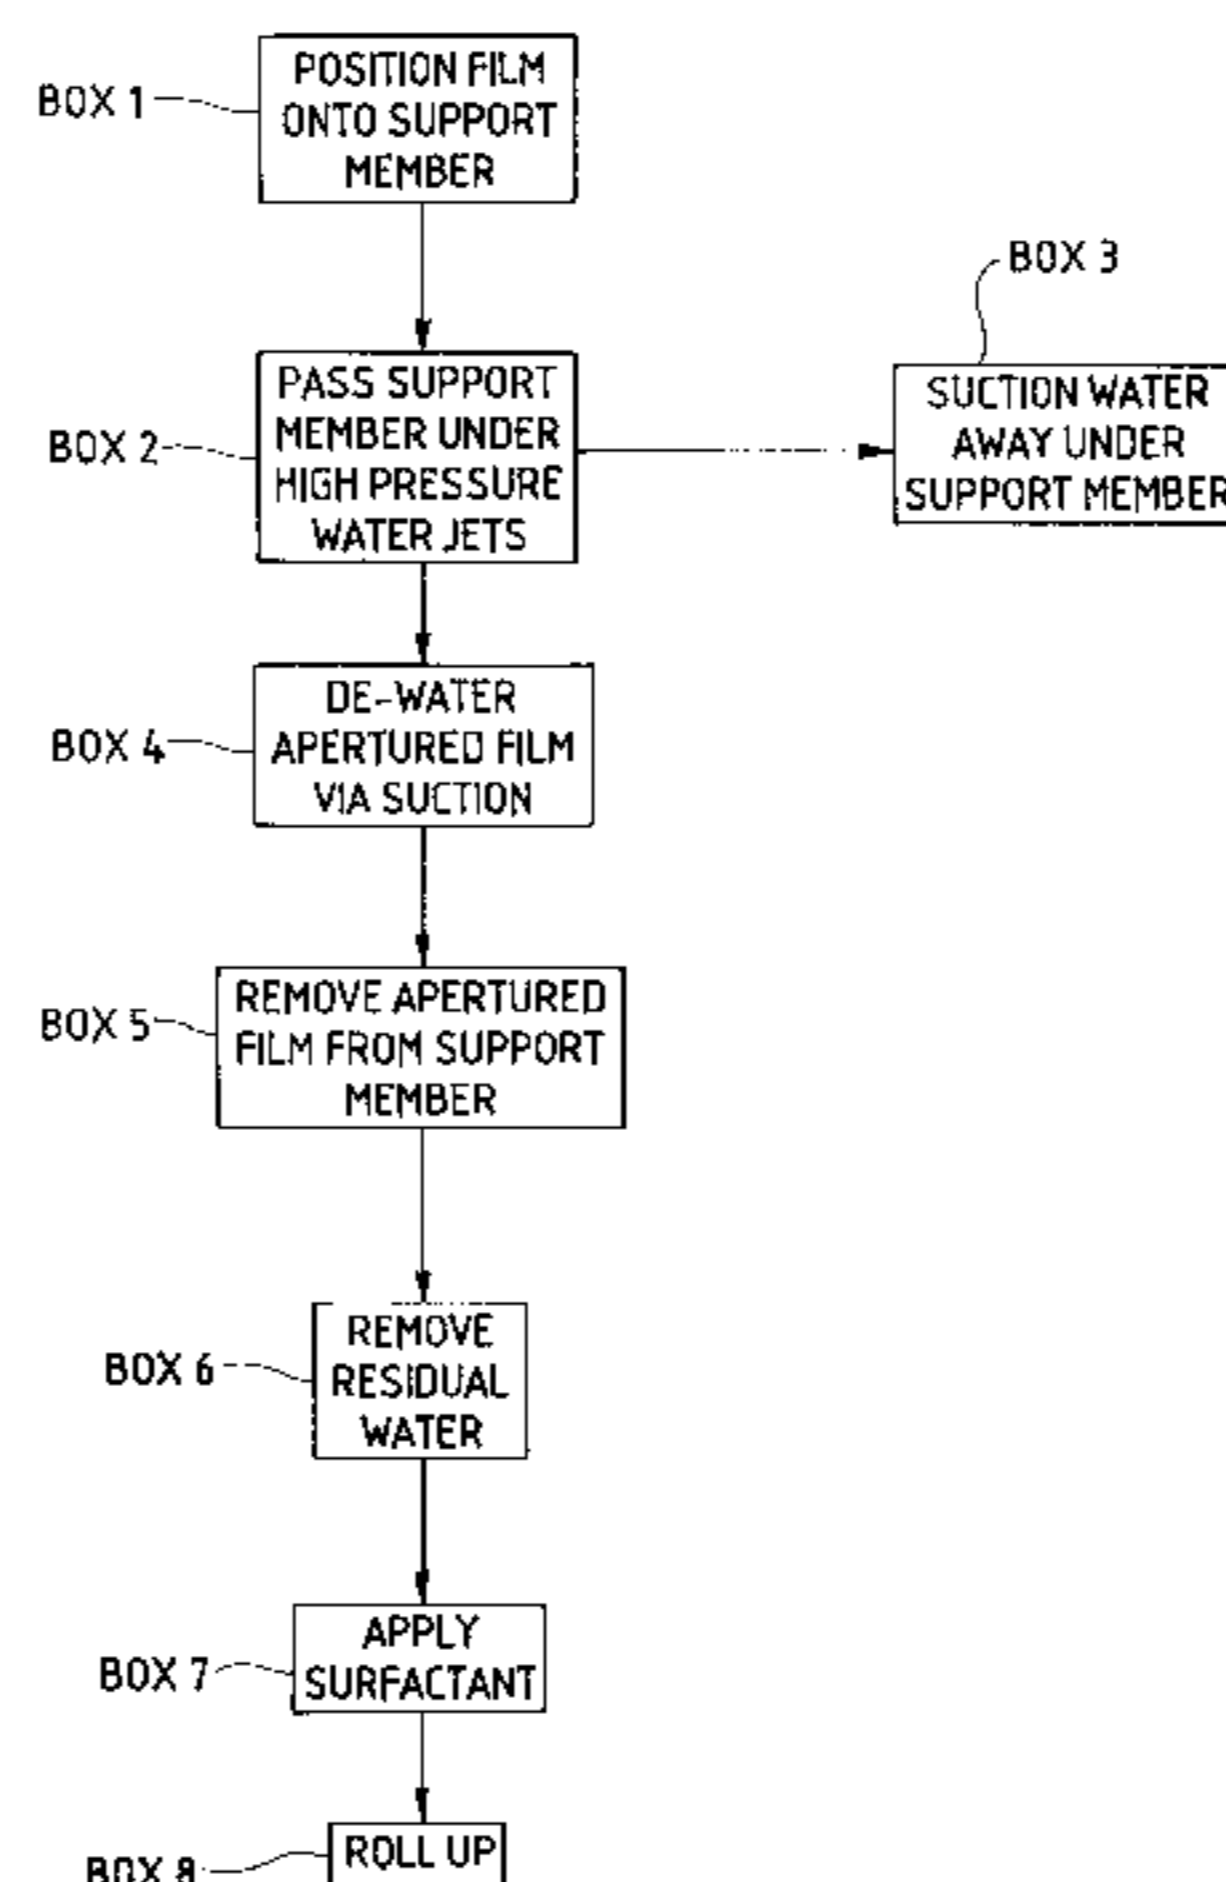 BOX 1
POSITION FILM
ONTO SUPPORT
MEMBER
BOX 2
PASS SUPPORT
MEMBER UNDER
HIGH PRESSURE
WATER JETS
BOX 3
SUCTION WATER
AWAY UNDER
SUPPORT MEMBER
BOX 4
DE-WATER
APERTURED FILM
VIA SUCTION
BOX 5
REMOVE APERTURED
FILM FROM SUPPORT
MEMBER
BOX 6
REMOVE
RESIDUAL
WATER
BOX 7
APPLY
SURFACTANT
BOX 8
ROLL UP